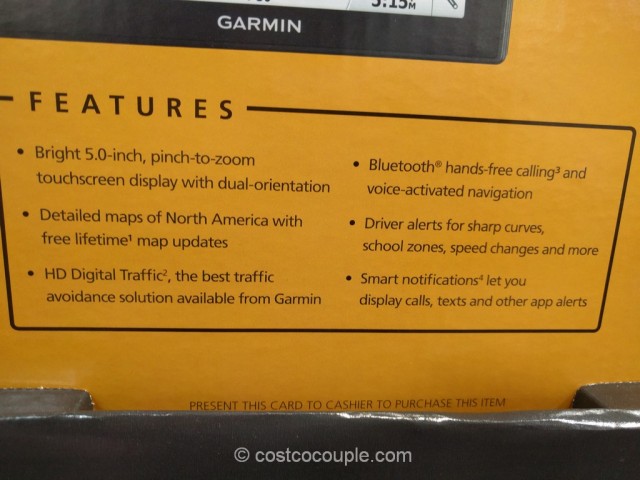 5:15 M
GARMIN
FEATURES
• Bright 5.0-inch, pinch-to-zoom
touchscreen display with dual-orientation
• Detailed maps of North America with
free lifetime¹ map updates
• HD Digital Traffic², the best traffic
avoidance solution available from Garmin
• Bluetooth® hands-free calling³ and
voice-activated navigation
• Driver alerts for sharp curves,
school zones, speed changes and more
• Smart notifications⁴ let you
display calls, texts and other app alerts
PRESENT THIS CARD TO CASHIER TO PURCHASE THIS ITEM
© costcocouple.com